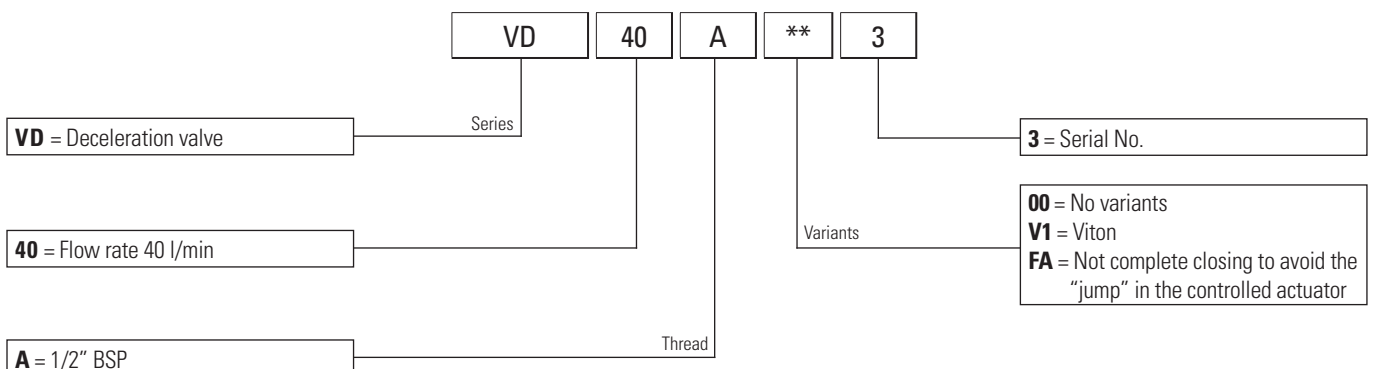 VD 40 A ** 3
Series
VD = Deceleration valve
3 = Serial No.
00 = No variants
V1 = Viton
FA = Not complete closing to avoid the
“jump” in the controlled actuator
Variants
40 = Flow rate 40 l/min
Thread
A = 1/2” BSP